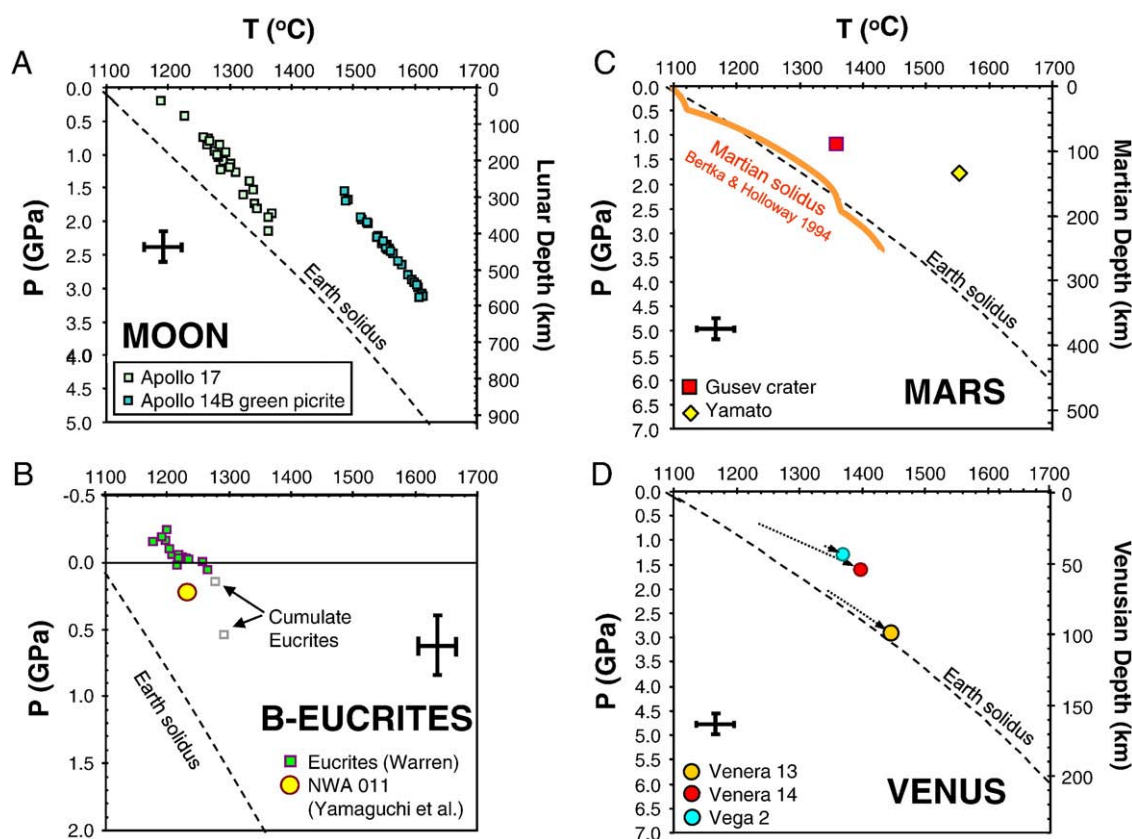 T (°C)
A
1100 1200 1300 1400 1500 1600 1700
0.0
0.5
1.0
1.5
2.0
2.5
3.0
3.5
4.0
4.5
5.0
P (GPa)
0
100
200
300
400
500
600
700
800
900
Lunar Depth (km)
Earth solidus
MOON
Apollo 17
Apollo 14B green picrite
B
1100 1200 1300 1400 1500 1600 1700
-0.5
0.0
0.5
1.0
1.5
2.0
P (GPa)
Cumulate
Eucrites
Earth solidus
B-EUCRITES
Eucrites (Warren)
NWA 011
(Yamaguchi et al.)
T (°C)
C
1100 1200 1300 1400 1500 1600 1700
0.0
0.5
1.0
1.5
2.0
2.5
3.0
3.5
4.0
4.5
5.0
5.5
6.0
6.5
7.0
P (GPa)
0
100
200
300
400
500
Martian Depth (km)
Martian solidus
Bertka & Holloway 1994
Earth solidus
Gusev crater
Yamato
MARS
D
1100 1200 1300 1400 1500 1600 1700
0.0
0.5
1.0
1.5
2.0
2.5
3.0
3.5
4.0
4.5
5.0
5.5
6.0
6.5
7.0
P (GPa)
0
50
100
150
200
Venusian Depth (km)
Earth solidus
Venera 13
Venera 14
Vega 2
VENUS